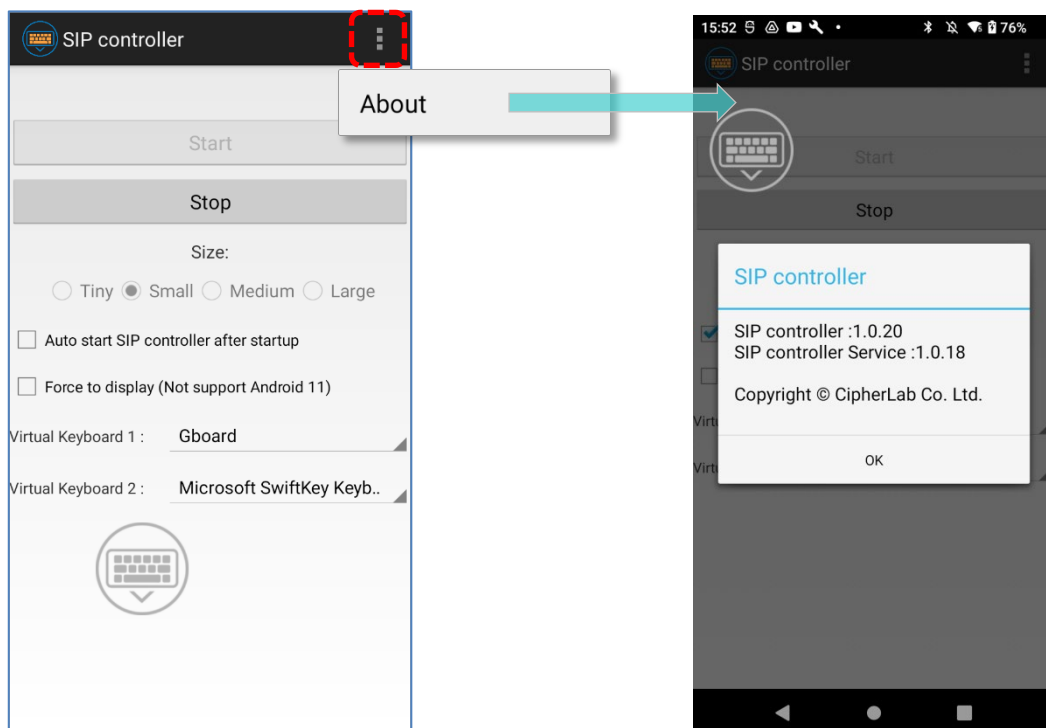 SIP controller
About
Start
Stop
Size:
Tiny Small Medium Large
Auto start SIP controller after startup
Force to display (Not support Android 11)
Virtual Keyboard 1 : Gboard
Virtual Keyboard 2 : Microsoft SwiftKey Keyb..
15:52 76%
SIP controller
Start
Stop
SIP controller
SIP controller :1.0.20
SIP controller Service :1.0.18
Copyright © CipherLab Co. Ltd.
OK
Virt
Virt